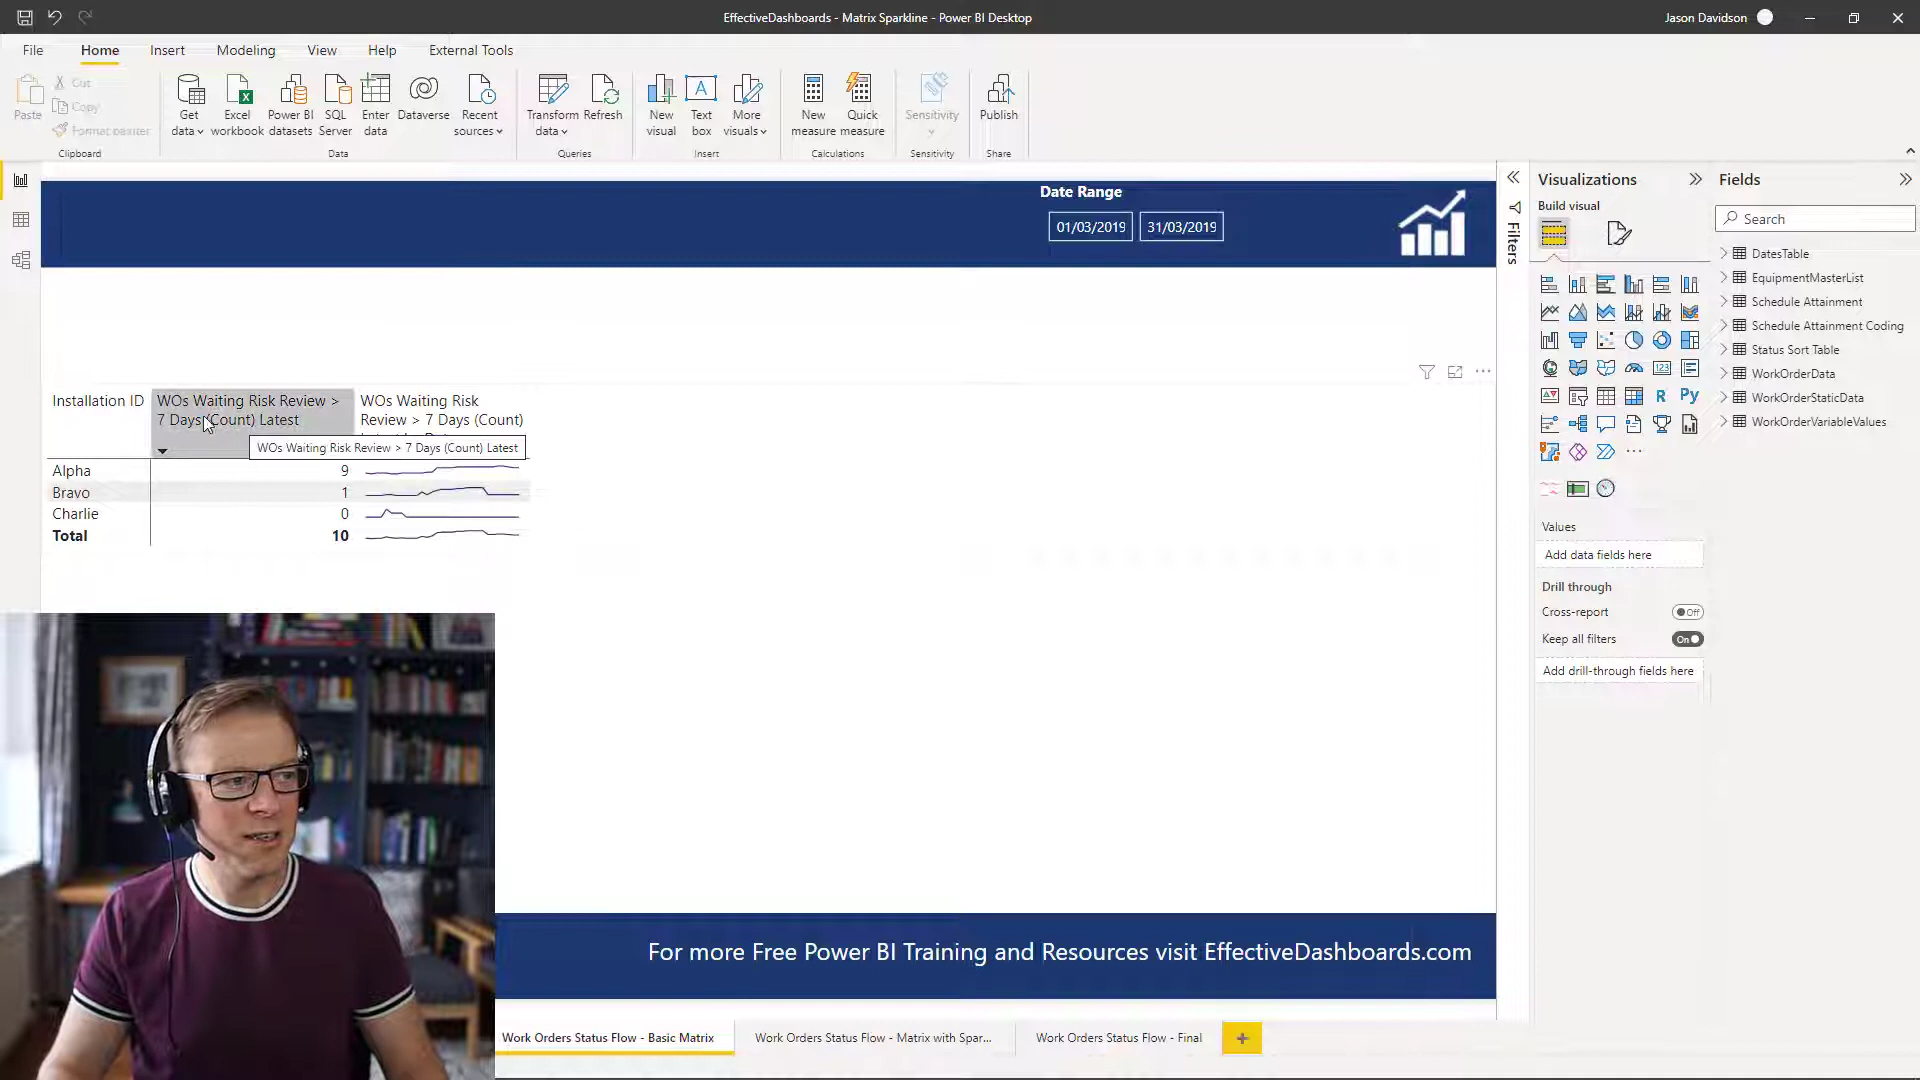 EffectiveDashboards - Matrix Sparkline - Power BI Desktop
Jason Davidson
File Home Insert Modeling View Help External Tools
Paste
Cut
Copy
Format painter
Clipboard
Get data
Excel workbook
Power BI datasets
SQL Server
Enter data
Dataverse
Recent sources
Data
Transform data
Refresh
Queries
New visual
Text box
More visuals
Insert
New measure
Quick measure
Calculations
Sensitivity
Sensitivity
Publish
Share
Date Range
01/03/2019 31/03/2019
Installation ID
WOs Waiting Risk Review >
7 Days (Count) Latest
WOs Waiting Risk
Review > 7 Days (Count)
WOs Waiting Risk Review > 7 Days (Count) Latest
Alpha 9
Bravo 1
Charlie 0
Total 10
For more Free Power BI Training and Resources visit EffectiveDashboards.com
Work Orders Status Flow - Basic Matrix
Work Orders Status Flow - Matrix with Spar...
Work Orders Status Flow - Final
+
Filters
Visualizations
Build visual
R Py
123
...
Values
Add data fields here
Drill through
Cross-report Off
Keep all filters On
Add drill-through fields here
Fields
Search
DatesTable
EquipmentMasterList
Schedule Attainment
Schedule Attainment Coding
Status Sort Table
WorkOrderData
WorkOrderStaticData
WorkOrderVariableValues